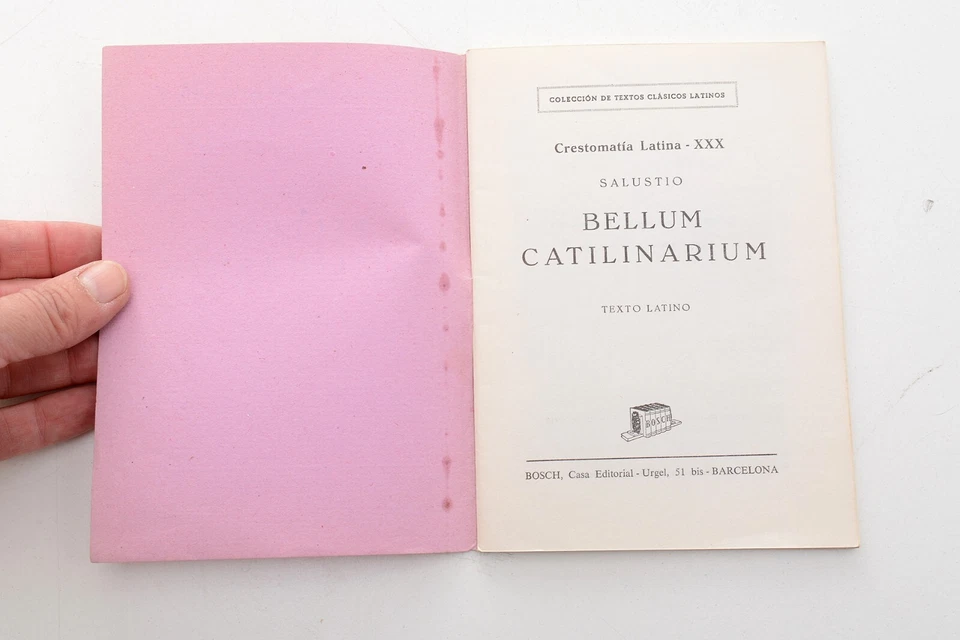 COLECCIÓN DE TEXTOS CLÁSICOS LATINOS
Crestomatía Latina - XXX
SALUSTIO
BELLUM
CATILINARIUM
TEXTO LATINO
BOSCH
BOSCH, Casa Editorial - Urgel, 51 bis - BARCELONA